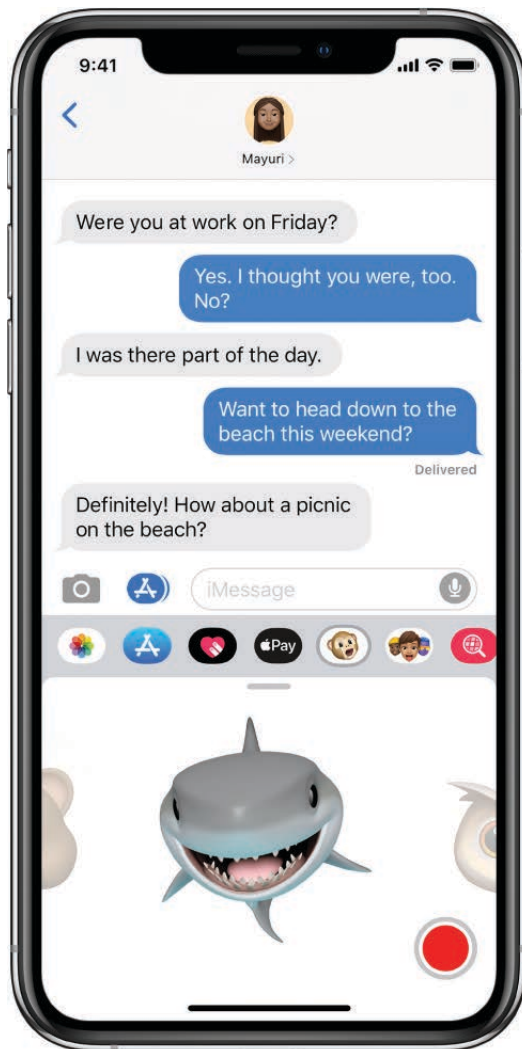 9:41
Mayuri >
Were you at work on Friday?
Yes. I thought you were, too.
No?
I was there part of the day.
Want to head down to the
beach this weekend?
Delivered
Definitely! How about a picnic
on the beach?
iMessage
Pay